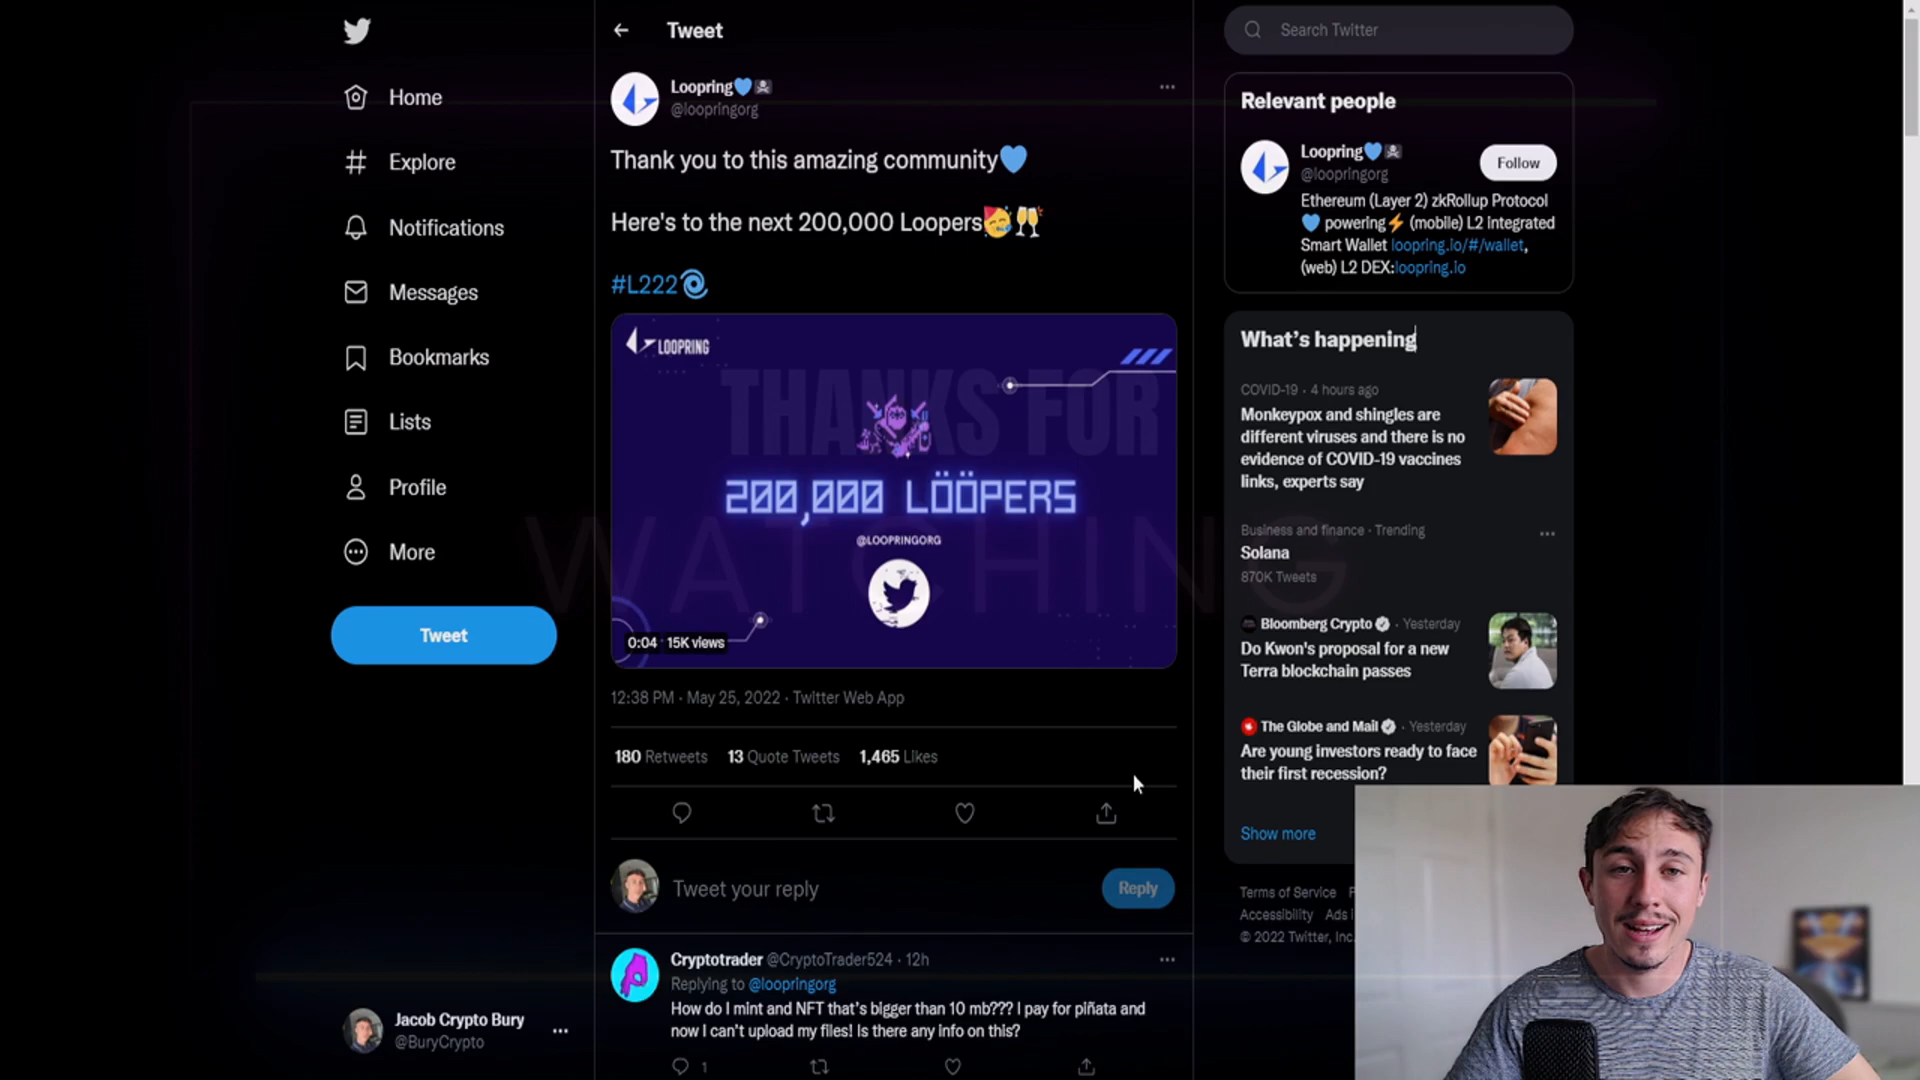 Home
Explore
Notifications
Messages
Bookmarks
Lists
Profile
More
Tweet
Jacob Crypto Bury
@BuryCrypto
Tweet
Loopring💙🏴‍☠️
@loopringorg
Thank you to this amazing community💙
Here's to the next 200,000 Loopers🥳🥂
#L222
LOOPRING
THANKS FOR
200,000 LÖÖPERS
@LOOPRINGORG
WATCHING
0:04 15K views
12:38 PM · May 25, 2022 · Twitter Web App
180 Retweets 13 Quote Tweets 1,465 Likes
Tweet your reply
Reply
Cryptotrader @CryptoTrader524 · 12h
Replying to @loopringorg
How do I mint and NFT that's bigger than 10 mb??? I pay for piñata and
now I can't upload my files! Is there any info on this?
1
Search Twitter
Relevant people
Loopring💙🏴‍☠️
@loopringorg
Follow
Ethereum (Layer 2) zkRollup Protocol
💙 powering⚡ (mobile) L2 integrated
Smart Wallet loopring.io/#/wallet,
(web) L2 DEX:loopring.io
What's happening
COVID-19 · 4 hours ago
Monkeypox and shingles are
different viruses and there is no
evidence of COVID-19 vaccines
links, experts say
Business and finance · Trending
Solana
870K Tweets
Bloomberg Crypto · Yesterday
Do Kwon's proposal for a new
Terra blockchain passes
The Globe and Mail · Yesterday
Are young investors ready to face
their first recession?
Show more
Terms of Service
Accessibility Ads
© 2022 Twitter, Inc.